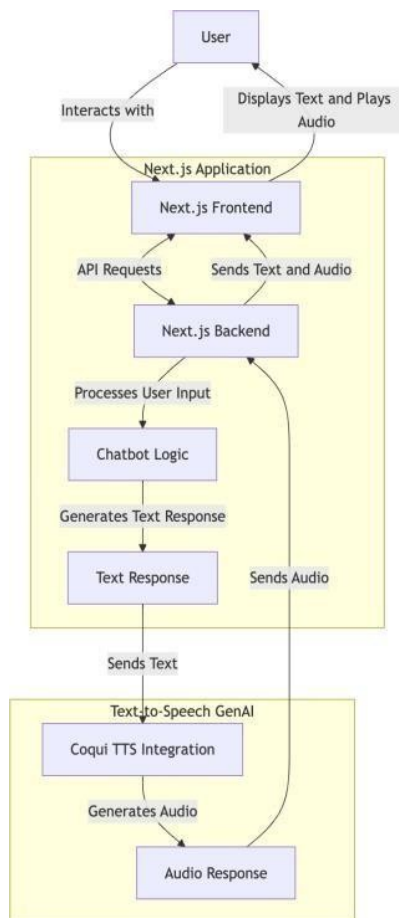 User
Interacts with
Displays Text and Plays
Audio
Next.js Application
Next.js Frontend
API Requests
Sends Text and Audio
Next.js Backend
Processes User Input
Chatbot Logic
Generates Text Response
Text Response
Sends Audio
Sends Text
Text-to-Speech GenAI
Coqui TTS Integration
Generates Audio
Audio Response